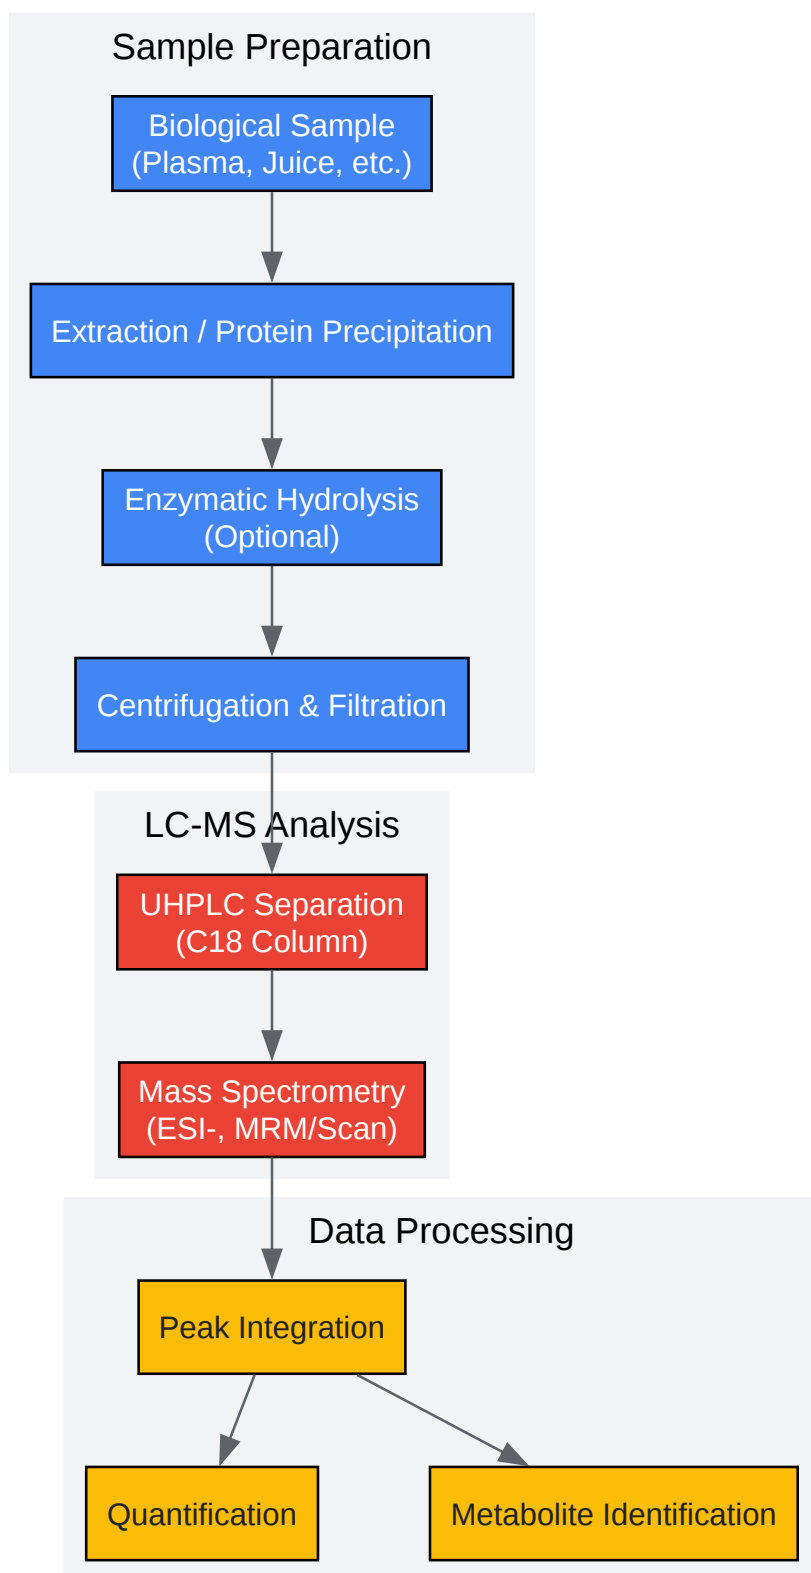 Sample Preparation
Biological Sample
(Plasma, Juice, etc.)
Extraction / Protein Precipitation
Enzymatic Hydrolysis
(Optional)
Centrifugation & Filtration
LC-MS Analysis
UHPLC Separation
(C18 Column)
Mass Spectrometry
(ESI-, MRM/Scan)
Data Processing
Peak Integration
Quantification
Metabolite Identification